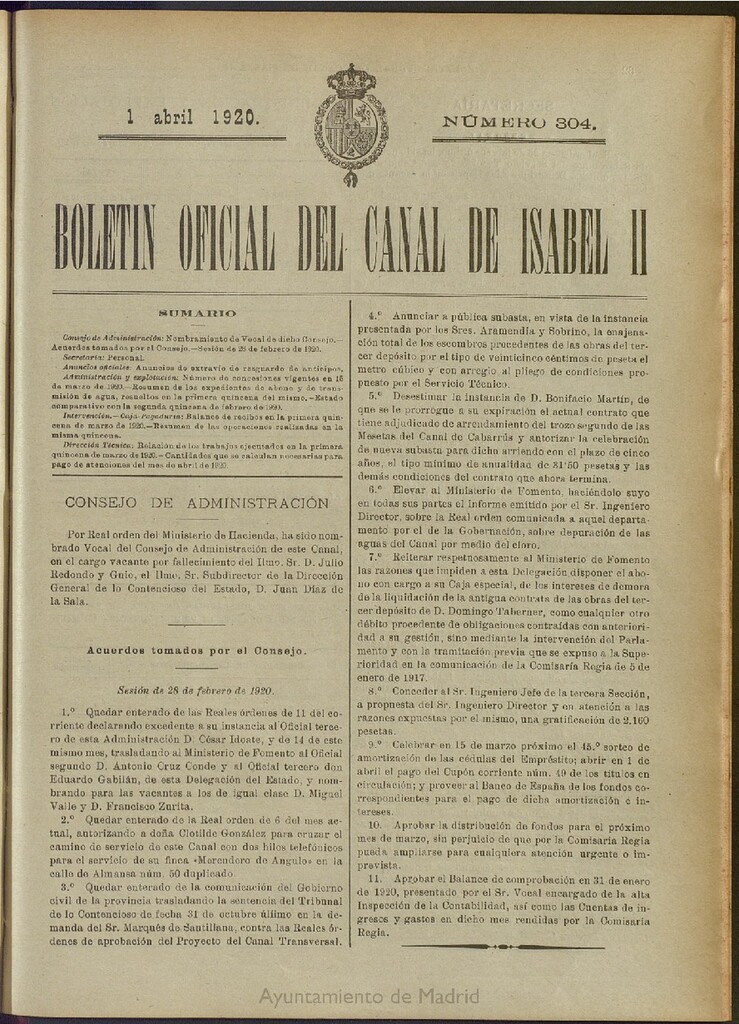 1 abril 1920.
NÚMERO 304.
BOLETIN OFICIAL DEL CANAL DE ISABEL II
SUMARIO
Consejo de Administración: Nombramiento de Vocal de dicho Consejo.—
Acuerdos tomados por el Consejo.—Sesión de 28 de febrero de 1920.
Secretaría: Personal.
Anuncios oficiales: Anuncios de extravío de resguardo de anticipos.
Administración y explotación: Número de concesiones vigentes en 15
de marzo de 1920.—Resumen de los expedientes de abono y de trans-
misión de agua, resueltos en la primera quincena del mismo.—Estado
comparativo con la segunda quincena de febrero de 1920.
Intervención.—Caja Pagaduría: Balance de recibos en la primera quin-
cena de marzo de 1920.—Resumen de las operaciones realizadas en la
misma quincena.
Dirección Técnica: Relación de los trabajos ejecutados en la primera
quincena de marzo de 1920.—Cantidades que se calculan necesarias para
pago de atenciones del mes de abril de 1920.
CONSEJO DE ADMINISTRACIÓN
Por Real orden del Ministerio de Hacienda, ha sido nom-
brado Vocal del Consejo de Administración de este Canal,
en el cargo vacante por fallecimiento del Ilmo. Sr. D. Julio
Redondo y Guio, el Ilmo. Sr. Subdirector de la Dirección
General de lo Contencioso del Estado, D. Juan Díaz de
la Sala.
Acuerdos tomados por el Consejo.
Sesión de 28 de febrero de 1920.
1.º Quedar enterado de las Reales órdenes de 11 del co-
rriente declarando excedente a su instancia al Oficial terce-
ro de esta Administración D. César Idoate, y de 14 de este
mismo mes, trasladando al Ministerio de Fomento al Oficial
segundo D. Antonio Cruz Conde y al Oficial tercero don
Eduardo Gabilán, de esta Delegación del Estado, y nom-
brando para las vacantes a los de igual clase D. Miguel
Valle y D. Francisco Zurita.
2.º Quedar enterado de la Real orden de 6 del mes ac-
tual, autorizando a doña Clotilde González para cruzar el
camino de servicio de este Canal con dos hilos telefónicos
para el servicio de su finca «Morendero de Angulo» en la
calle de Almansa núm. 50 duplicado.
3.º Quedar enterado de la comunicación del Gobierno
civil de la provincia trasladando la sentencia del Tribunal
de lo Contencioso de fecha 31 de octubre último en la de-
manda del Sr. Marqués de Santillana, contra las Reales ór-
denes de aprobación del Proyecto del Canal Transversal.
4.º Anunciar a pública subasta, en vista de la instancia
presentada por los Sres. Aramendía y Sobrino, la enajena-
ción total de los escombros procedentes de las obras del ter-
cer depósito por el tipo de veinticinco céntimos de peseta el
metro cúbico y con arreglo al pliego de condiciones pro-
puesto por el Servicio Técnico.
5.º Desestimar la instancia de D. Bonifacio Martín, de
que se le prorrogue a su expiración el actual contrato que
tiene adjudicado de arrendamiento del trozo segundo de las
Mesetas del Canal de Cabarrús y autorizar la celebración
de nueva subasta para dicho arriendo con el plazo de cinco
años, el tipo mínimo de anualidad de 31'50 pesetas y las
demás condiciones del contrato que ahora termina.
6.º Elevar al Ministerio de Fomento, haciéndolo suyo
en todas sus partes el informe emitido por el Sr. Ingeniero
Director, sobre la Real orden comunicada a aquel departa-
mento por el de la Gobernación, sobre depuración de las
aguas del Canal por medio del cloro.
7.º Reiterar respetuosamente al Ministerio de Fomento
las razones que impiden a esta Delegación disponer el abo-
no con cargo a su Caja especial, de los intereses de demora
de la liquidación de la antigua contrata de las obras del ter-
cer depósito de D. Domingo Taberner, como cualquier otro
débito procedente de obligaciones contraídas con anteriori-
dad a su gestión, sino mediante la intervención del Parla-
mento y con la tramitación previa que se expuso a la Supe-
rioridad en la comunicación de la Comisaría Regia de 5 de
enero de 1917.
8.º Conceder al Sr. Ingeniero Jefe de la tercera Sección,
a propuesta del Sr. Ingeniero Director y en atención a las
razones expuestas por el mismo, una gratificación de 2.160
pesetas.
9.º Celebrar en 15 de marzo próximo el 45.º sorteo de
amortización de las cédulas del Empréstito; abrir en 1 de
abril el pago del Cupón corriente núm. 49 de los títulos en
circulación; y proveer al Banco de España de los fondos co-
rrespondientes para el pago de dicha amortización e in-
tereses.
10. Aprobar la distribución de fondos para el próximo
mes de marzo, sin perjuicio de que por la Comisaría Regia
pueda ampliarse para cualquiera atención urgente o im-
prevista.
11. Aprobar el Balance de comprobación en 31 de enero
de 1920, presentado por el Sr. Vocal encargado de la alta
Inspección de la Contabilidad, así como las Cuentas de in-
gresos y gastos en dicho mes rendidas por la Comisaría
Regia.
Ayuntamiento de Madrid